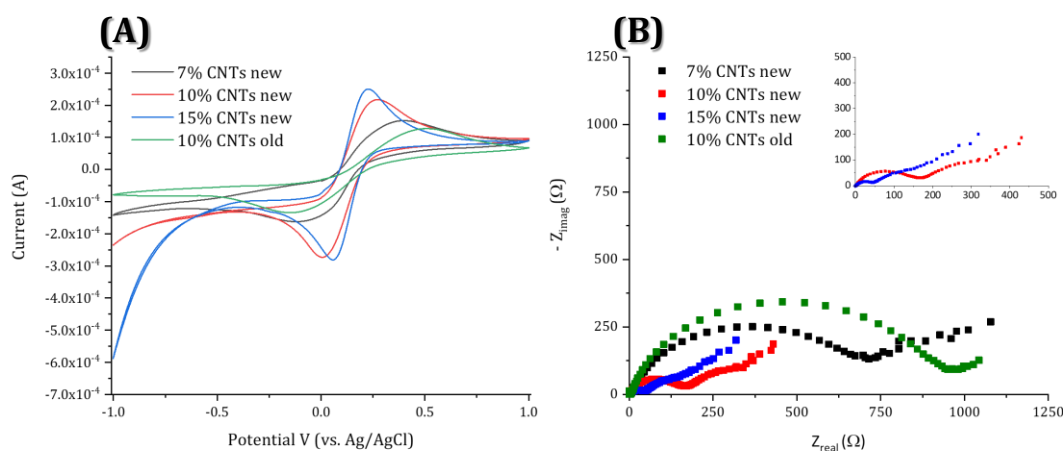 (A)
3.0x10⁻⁴
2.0x10⁻⁴
1.0x10⁻⁴
0.0
-1.0x10⁻⁴
-2.0x10⁻⁴
-3.0x10⁻⁴
-4.0x10⁻⁴
-5.0x10⁻⁴
-6.0x10⁻⁴
-7.0x10⁻⁴
Current (A)
7% CNTs new
10% CNTs new
15% CNTs new
10% CNTs old
-1.0 -0.5 0.0 0.5 1.0
Potential V (vs. Ag/AgCl)
(B)
1250
1000
750
500
250
0
- Zimag (Ω)
7% CNTs new
10% CNTs new
15% CNTs new
10% CNTs old
500
400
300
200
100
0
0 100 200 300 400 500
0 250 500 750 1000 1250
Zreal (Ω)